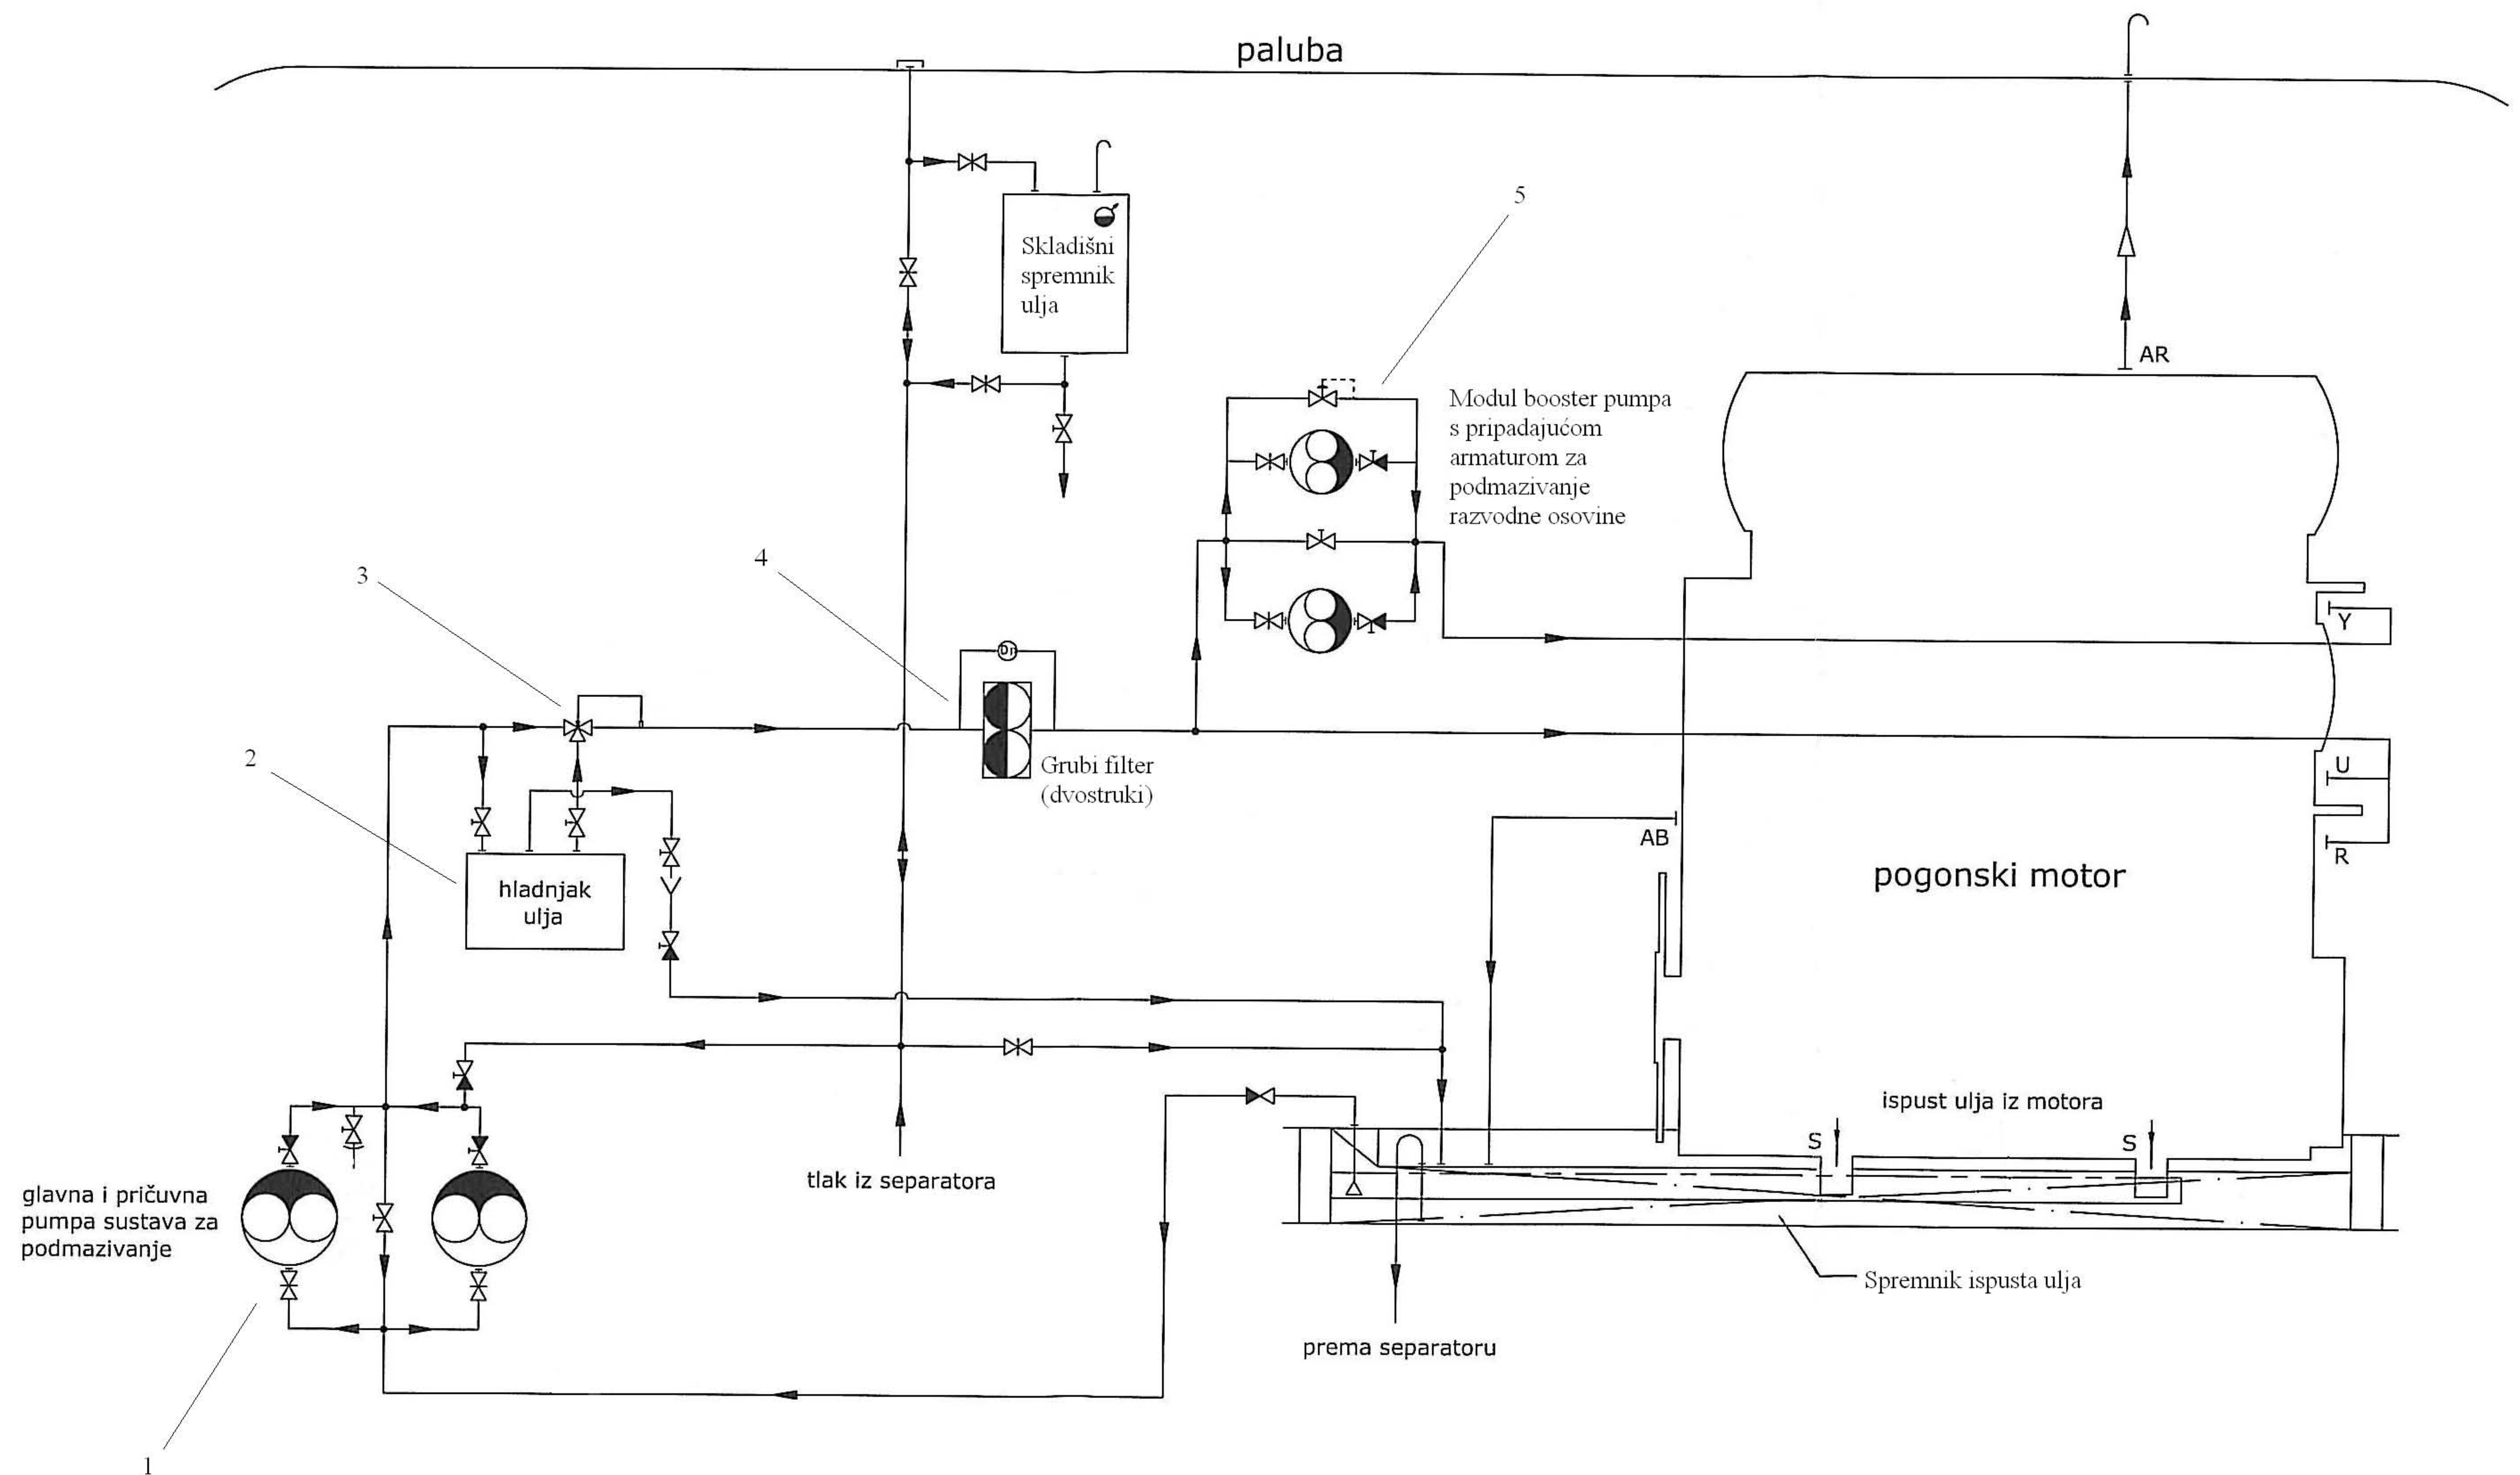 paluba
5
Skladišni
spremnik
ulja
AR
Modul booster pumpa
s pripadajućom
armaturom za
podmazivanje
razvodne osovine
4
3
Y
2
Grubi filter
(dvostruki)
U
AB
R
hladnjak
ulja
pogonski motor
ispust ulja iz motora
S
S
tlak iz separatora
glavna i pričuvna
pumpa sustava za
podmazivanje
Spremnik ispusta ulja
prema separatoru
1